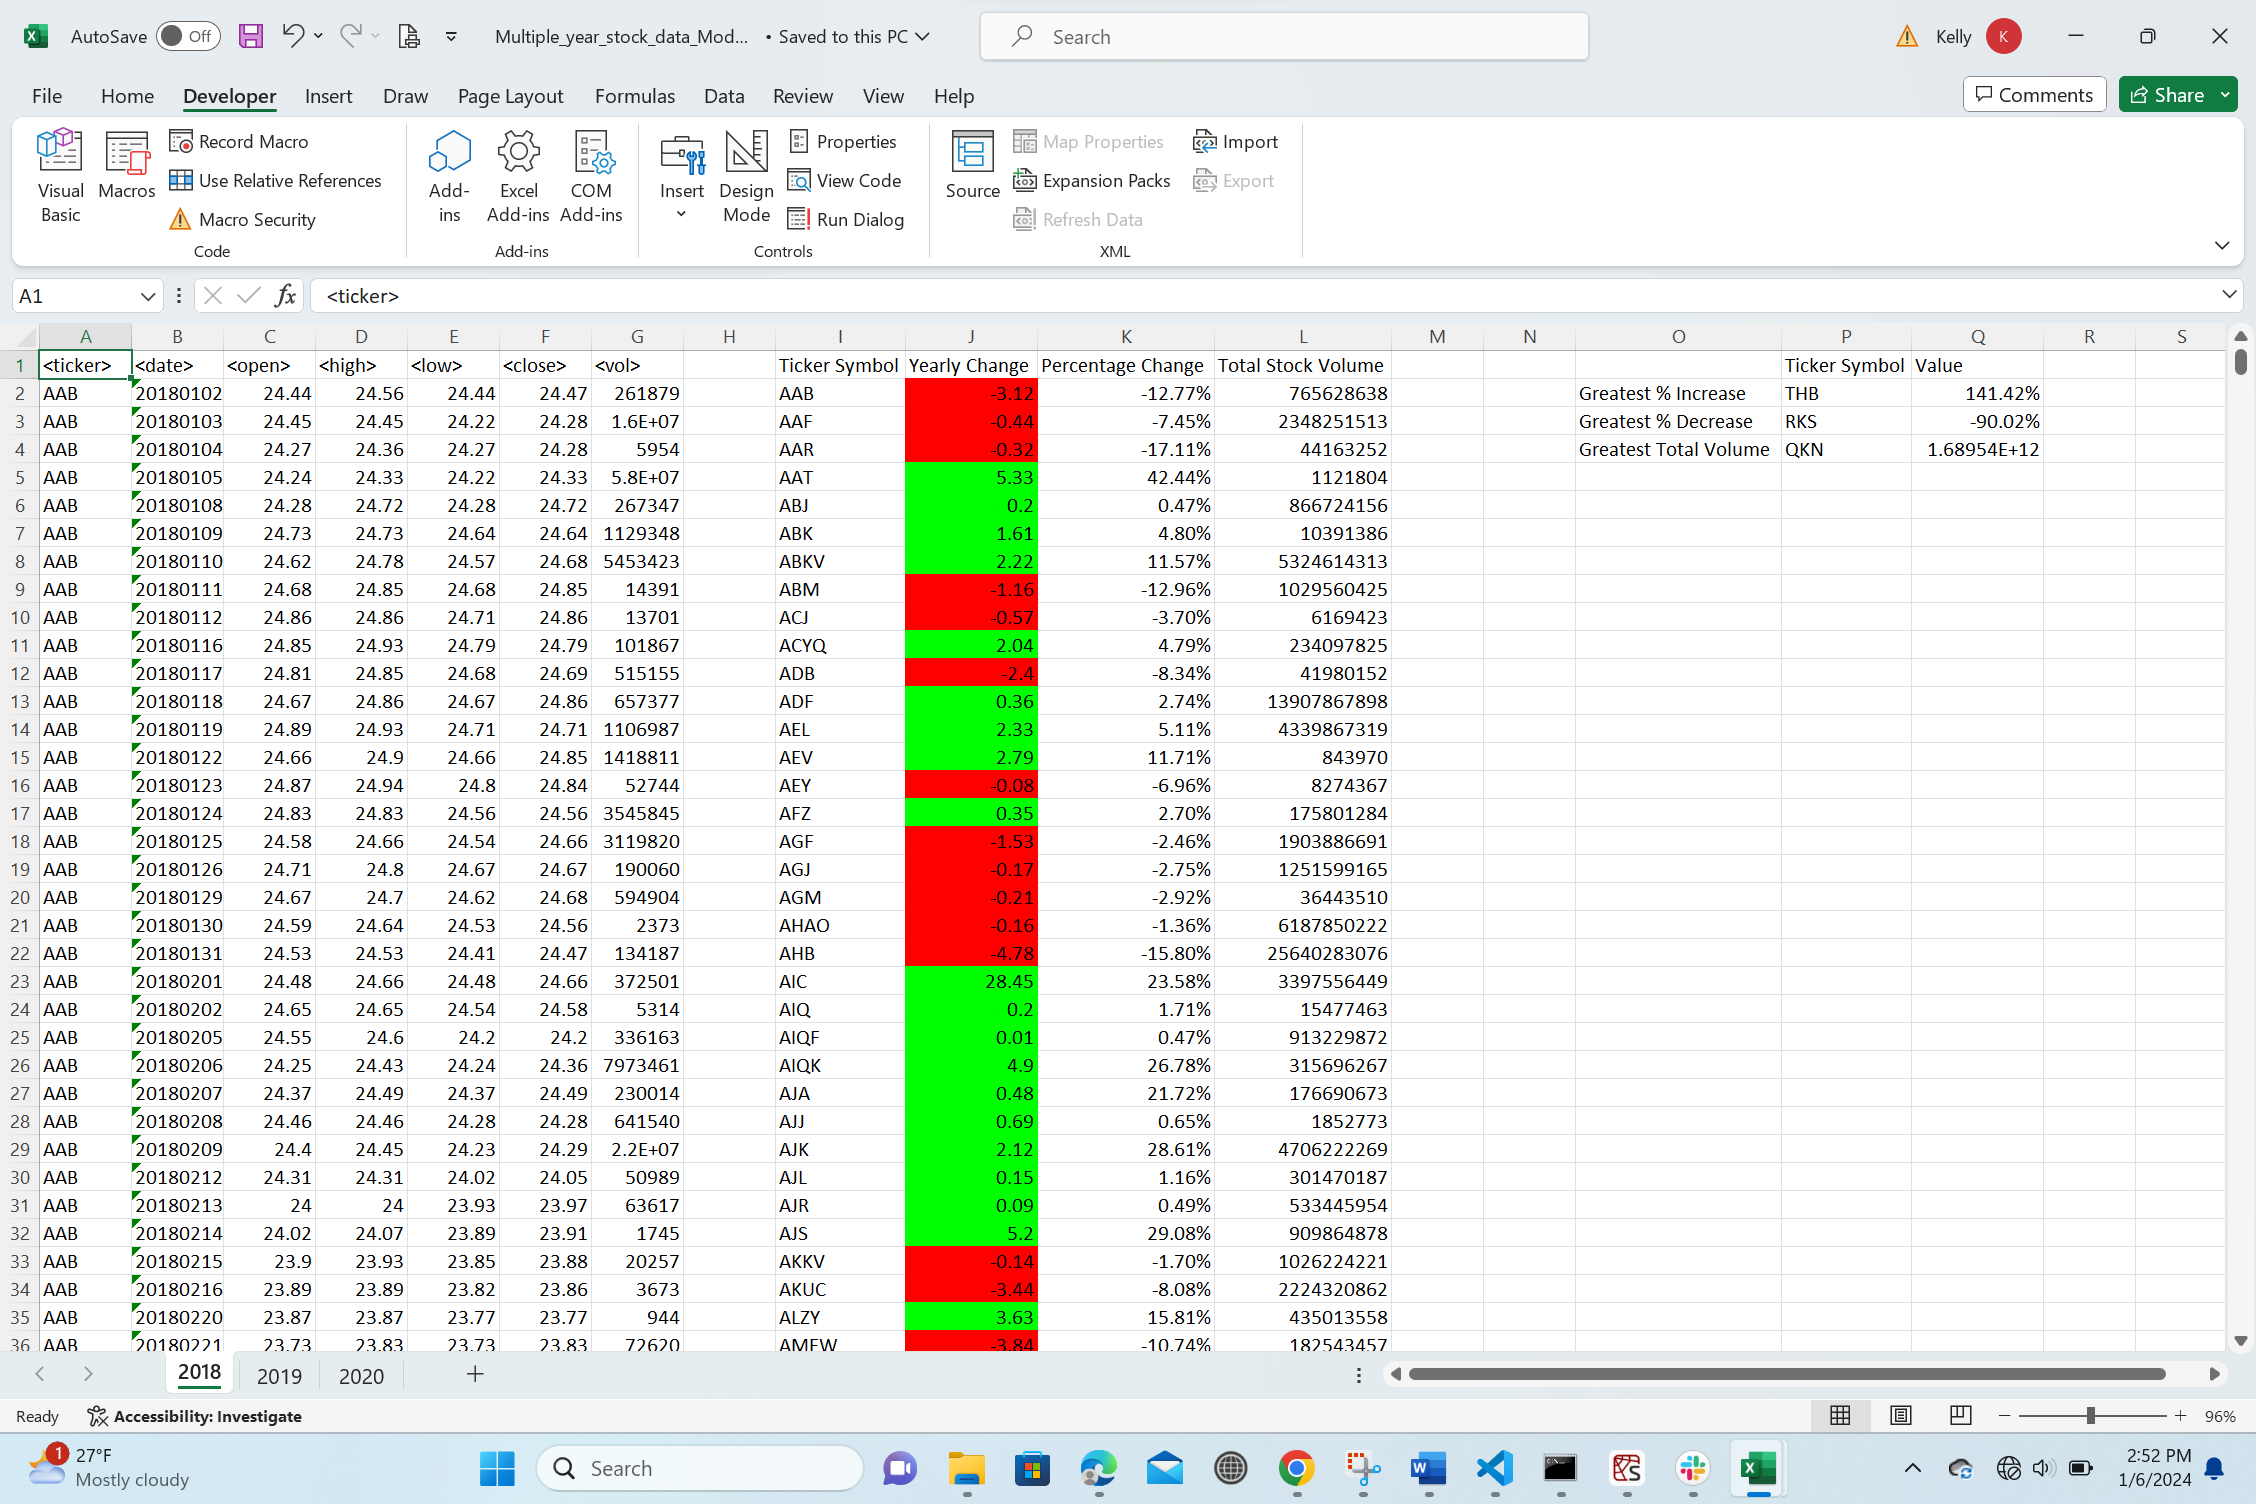 AutoSave Off Multiple_year_stock_data_Mod... • Saved to this PC Search Kelly K
File Home Developer Insert Draw Page Layout Formulas Data Review View Help Comments Share
Visual Basic Macros Record Macro Use Relative References Macro Security
Add-ins Excel Add-ins COM Add-ins
Insert Design Mode Properties View Code Run Dialog
Source Map Properties Expansion Packs Refresh Data Import Export
Code Add-ins Controls XML
A1 fx <ticker>
A B C D E F G H I J K L M N O P Q R S
1 <ticker> <date> <open> <high> <low> <close> <vol> Ticker Symbol Yearly Change Percentage Change Total Stock Volume Ticker Symbol Value
2 AAB 20180102 24.44 24.56 24.44 24.47 261879 AAB -3.12 -12.77% 765628638 Greatest % Increase THB 141.42%
3 AAB 20180103 24.45 24.45 24.22 24.28 1.6E+07 AAF -0.44 -7.45% 2348251513 Greatest % Decrease RKS -90.02%
4 AAB 20180104 24.27 24.36 24.27 24.28 5954 AAR -0.32 -17.11% 44163252 Greatest Total Volume QKN 1.68954E+12
5 AAB 20180105 24.24 24.33 24.22 24.33 5.8E+07 AAT 5.33 42.44% 1121804
6 AAB 20180108 24.28 24.72 24.28 24.72 267347 ABJ 0.2 0.47% 866724156
7 AAB 20180109 24.73 24.73 24.64 24.64 1129348 ABK 1.61 4.80% 10391386
8 AAB 20180110 24.62 24.78 24.57 24.68 5453423 ABKV 2.22 11.57% 5324614313
9 AAB 20180111 24.68 24.85 24.68 24.85 14391 ABM -1.16 -12.96% 1029560425
10 AAB 20180112 24.86 24.86 24.71 24.86 13701 ACJ -0.57 -3.70% 6169423
11 AAB 20180116 24.85 24.93 24.79 24.79 101867 ACYQ 2.04 4.79% 234097825
12 AAB 20180117 24.81 24.85 24.68 24.69 515155 ADB -2.4 -8.34% 41980152
13 AAB 20180118 24.67 24.86 24.67 24.86 657377 ADF 0.36 2.74% 13907867898
14 AAB 20180119 24.89 24.93 24.71 24.71 1106987 AEL 2.33 5.11% 4339867319
15 AAB 20180122 24.66 24.9 24.66 24.85 1418811 AEV 2.79 11.71% 843970
16 AAB 20180123 24.87 24.94 24.8 24.84 52744 AEY -0.08 -6.96% 8274367
17 AAB 20180124 24.83 24.83 24.56 24.56 3545845 AFZ 0.35 2.70% 175801284
18 AAB 20180125 24.58 24.66 24.54 24.66 3119820 AGF -1.53 -2.46% 1903886691
19 AAB 20180126 24.71 24.8 24.67 24.67 190060 AGJ -0.17 -2.75% 1251599165
20 AAB 20180129 24.67 24.7 24.62 24.68 594904 AGM -0.21 -2.92% 36443510
21 AAB 20180130 24.59 24.64 24.53 24.56 2373 AHAO -0.16 -1.36% 6187850222
22 AAB 20180131 24.53 24.53 24.41 24.47 134187 AHB -4.78 -15.80% 25640283076
23 AAB 20180201 24.48 24.66 24.48 24.66 372501 AIC 28.45 23.58% 3397556449
24 AAB 20180202 24.65 24.65 24.54 24.58 5314 AIQ 0.2 1.71% 15477463
25 AAB 20180205 24.55 24.6 24.2 24.2 336163 AIQF 0.01 0.47% 913229872
26 AAB 20180206 24.25 24.43 24.24 24.36 7973461 AIQK 4.9 26.78% 315696267
27 AAB 20180207 24.37 24.49 24.37 24.49 230014 AJA 0.48 21.72% 176690673
28 AAB 20180208 24.46 24.46 24.28 24.28 641540 AJJ 0.69 0.65% 1852773
29 AAB 20180209 24.4 24.45 24.23 24.29 2.2E+07 AJK 2.12 28.61% 4706222269
30 AAB 20180212 24.31 24.31 24.02 24.05 50989 AJL 0.15 1.16% 301470187
31 AAB 20180213 24 24 23.93 23.97 63617 AJR 0.09 0.49% 533445954
32 AAB 20180214 24.02 24.07 23.89 23.91 1745 AJS 5.2 29.08% 909864878
33 AAB 20180215 23.9 23.93 23.85 23.88 20257 AKKV -0.14 -1.70% 1026224221
34 AAB 20180216 23.89 23.89 23.82 23.86 3673 AKUC -3.44 -8.08% 2224320862
35 AAB 20180220 23.87 23.87 23.77 23.77 944 ALZY 3.63 15.81% 435013558
36 AAB 20180221 23.73 23.83 23.73 23.83 72620 AMEW -3.84 -10.74% 182543457
2018 2019 2020
Ready Accessibility: Investigate 96%
1 27°F Mostly cloudy Search 2:52 PM 1/6/2024